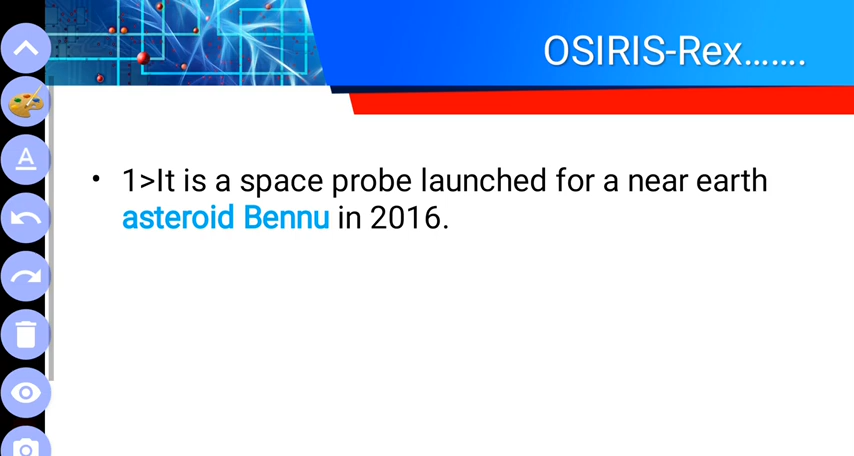 OSIRIS-Rex.......
• 1>It is a space probe launched for a near earth
asteroid Bennu in 2016.
A